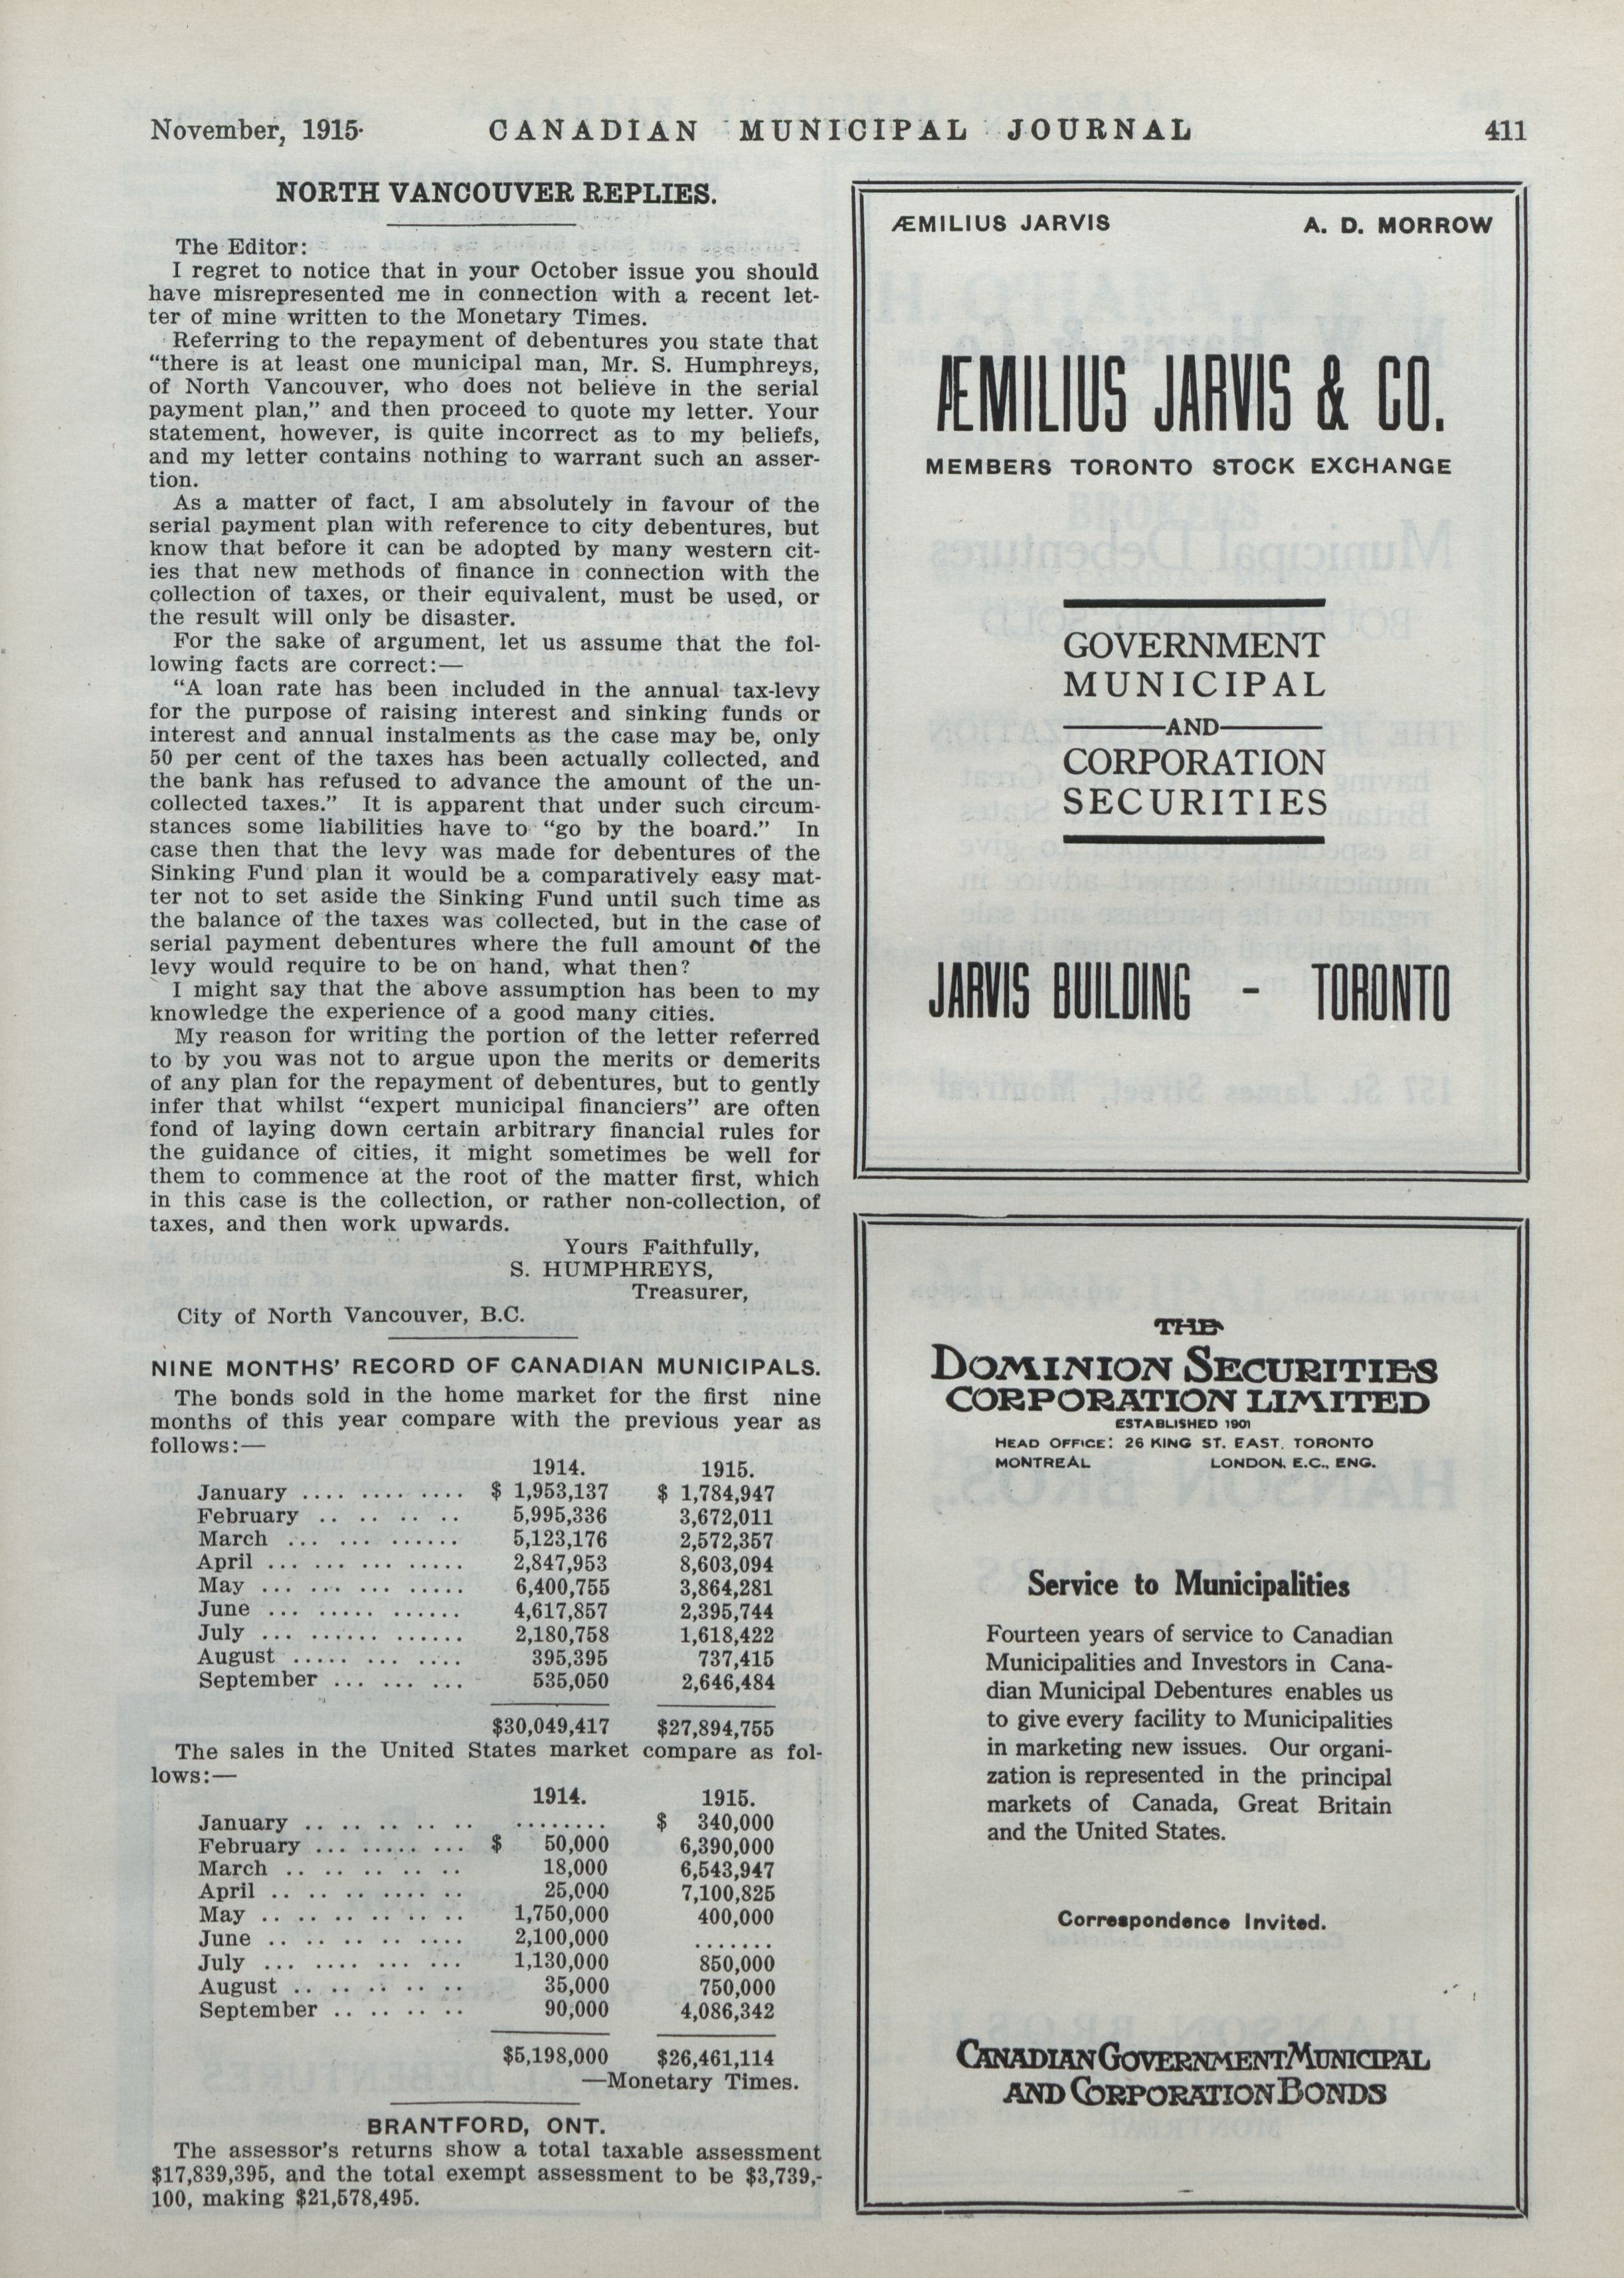 November, 1915·
CANADIAN MUNICIPAL JOURNAL
411
NORTH VANCOUVER REPLIES.
The Editor:
I regret to notice that in your October issue you should
have misrepresented me in connection with a recent let-
ter of mine written to the Monetary Times.
Referring to the repayment of debentures you state that
"there is at least one municipal man, Mr. S. Humphreys,
of North Vancouver, who does not believe in the serial
payment plan," and then proceed to quote my letter. Your
statement, however, is quite incorrect as to my beliefs,
and my letter contains nothing to warrant such an asser-
tion.
As a matter of fact, I am absolutely in favour of the
serial payment plan with reference to city debentures, but
know that before it can be adopted by many western cit-
ies that new methods of finance in connection with the
collection of taxes, or their equivalent, must be used, or
the result will only be disaster.
For the sake of argument, let us assume that the fol-
lowing facts are correct:—
"A loan rate has been included in the annual tax-levy
for the purpose of raising interest and sinking funds or
interest and annual instalments as the case may be, only
50 per cent of the taxes has been actually collected, and
the bank has refused to advance the amount of the un-
collected taxes." It is apparent that under such circum-
stances some liabilities have to "go by the board." In
case then that the levy was made for debentures of the
Sinking Fund plan it would be a comparatively easy mat-
ter not to set aside the Sinking Fund until such time as
the balance of the taxes was collected, but in the case of
serial payment debentures where the full amount of the
levy would require to be on hand, what then?
I might say that the above assumption has been to my
knowledge the experience of a good many cities.
My reason for writing the portion of the letter referred
to by you was not to argue upon the merits or demerits
of any plan for the repayment of debentures, but to gently
infer that whilst "expert municipal financiers" are often
fond of laying down certain arbitrary financial rules for
the guidance of cities, it might sometimes be well for
them to commence at the root of the matter first, which
in this case is the collection, or rather non-collection, of
taxes, and then work upwards.
Yours Faithfully,
S. HUMPHREYS,
Treasurer,
City of North Vancouver, B.C.
NINE MONTHS' RECORD OF CANADIAN MUNICIPALS.
The bonds sold in the home market for the first nine
months of this year compare with the previous year as
follows:—
1914. 1915.
January .... .... .... $ 1,953,137 $ 1,784,947
February .. .. .. .. 5,995,336 3,672,011
March ... ... ...... 5,123,176 2,572,357
April ... ... ... ..... 2,847,953 8,603,094
May ... ... ... ..... 6,400,755 3,864,281
June ... ..... ...... 4,617,857 2,395,744
July ... ...... ...... 2,180,758 1,618,422
August ..... ... .... 395,395 737,415
September ... ... ... 535,050 2,646,484
$30,049,417 $27,894,755
The sales in the United States market compare as fol-
lows:—
1914. 1915.
January .. .. .. .. .. ........ $ 340,000
February ... ...... ... $ 50,000 6,390,000
March .. .. .. .. .. 18,000 6,543,947
April .. .. .. .... .. 25,000 7,100,825
May .. .. .. .. .. .. 1,750,000 400,000
June .. .. .. .. .... 2,100,000 .......
July ... .... ... ... 1,130,000 850,000
August .. .. .. .. .. 35,000 750,000
September .. .. .. .. 90,000 4,086,342
$5,198,000 $26,461,114
—Monetary Times.
BRANTFORD, ONT.
The assessor's returns show a total taxable assessment
$17,839,395, and the total exempt assessment to be $3,739,-
100, making $21,578,495.
ÆMILIUS JARVIS A. D. MORROW
ÆMILIUS JARVIS & CO.
MEMBERS TORONTO STOCK EXCHANGE
GOVERNMENT
MUNICIPAL
AND
CORPORATION
SECURITIES
JARVIS BUILDING - TORONTO
THE
DOMINION SECURITIES
CORPORATION LIMITED
ESTABLISHED 1901
HEAD OFFICE: 26 KING ST. EAST, TORONTO
MONTREAL LONDON, E.C., ENG.
Service to Municipalities
Fourteen years of service to Canadian
Municipalities and Investors in Cana-
dian Municipal Debentures enables us
to give every facility to Municipalities
in marketing new issues. Our organi-
zation is represented in the principal
markets of Canada, Great Britain
and the United States.
Correspondence Invited.
CANADIAN GOVERNMENT MUNICIPAL
AND CORPORATION BONDS